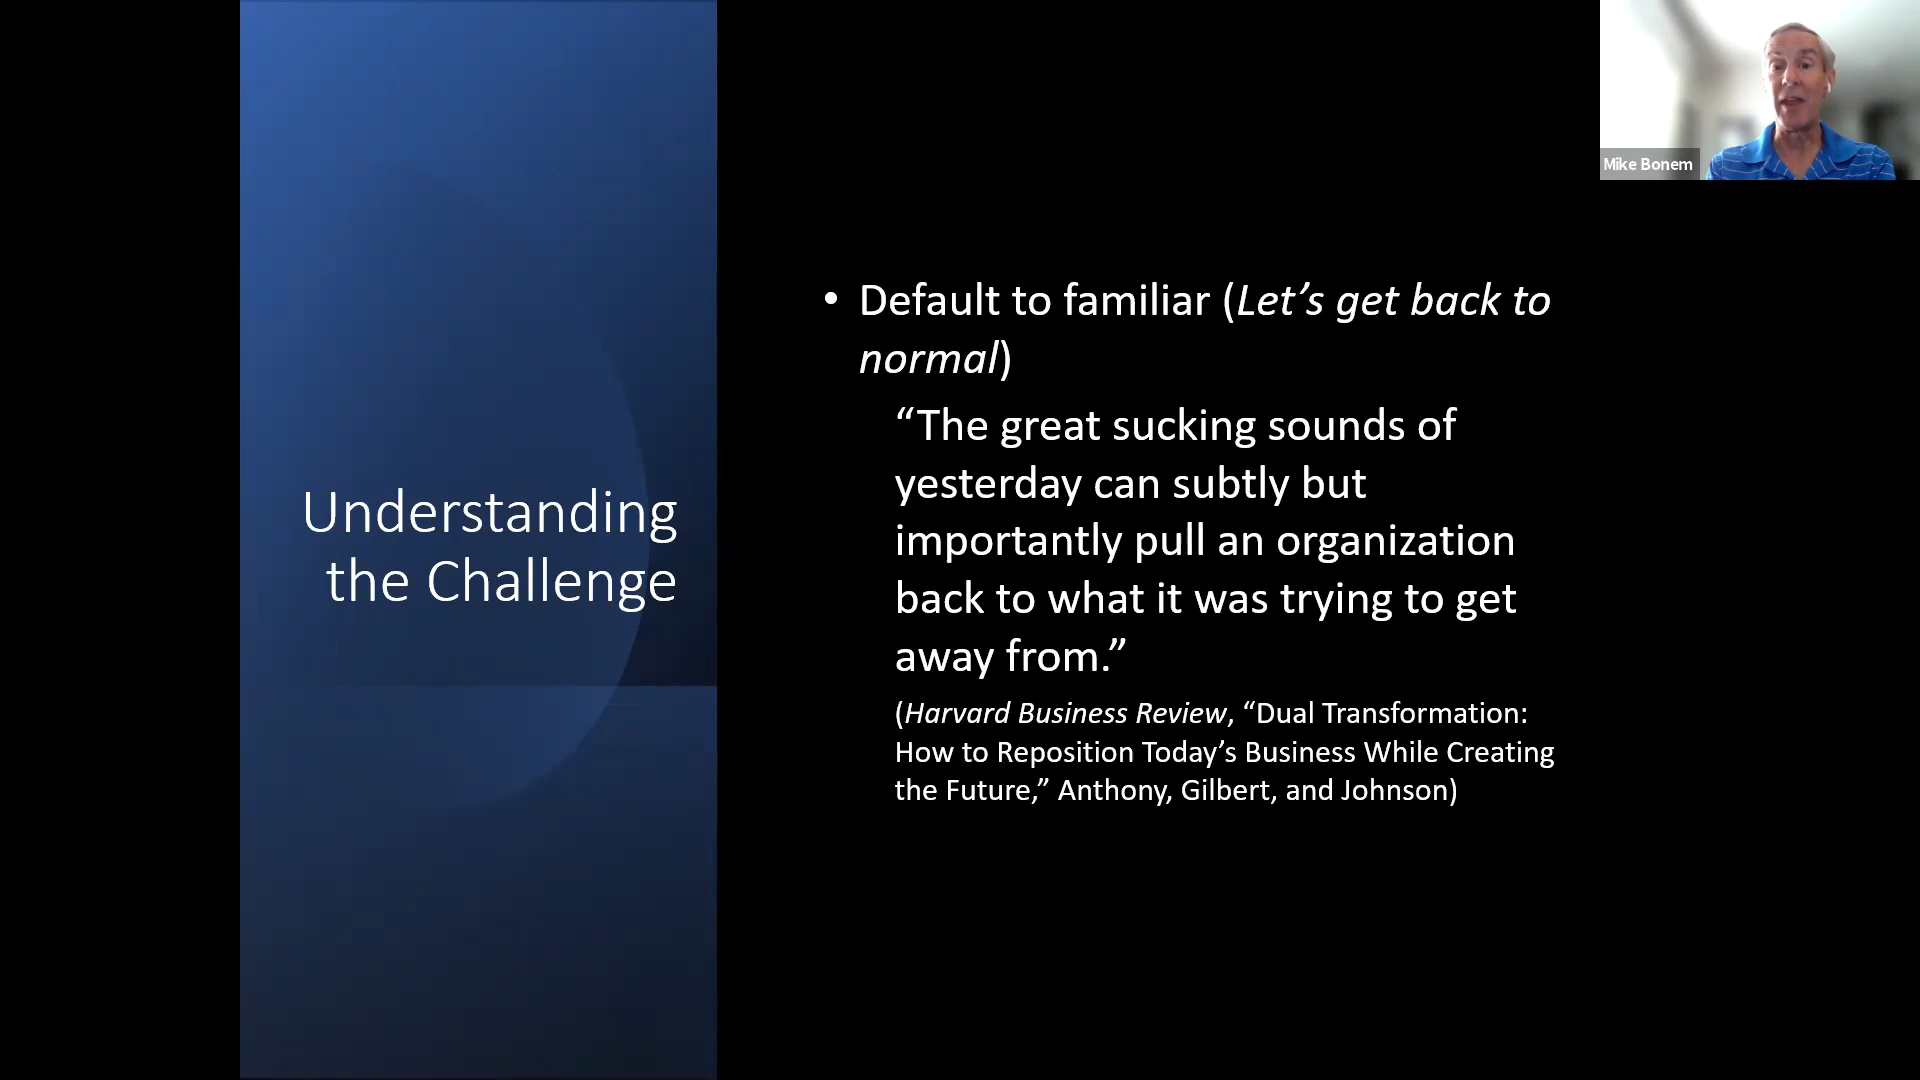 Mike Bonem
Understanding
the Challenge
• Default to familiar (Let’s get back to
normal)
“The great sucking sounds of
yesterday can subtly but
importantly pull an organization
back to what it was trying to get
away from.”
(Harvard Business Review, “Dual Transformation:
How to Reposition Today’s Business While Creating
the Future,” Anthony, Gilbert, and Johnson)